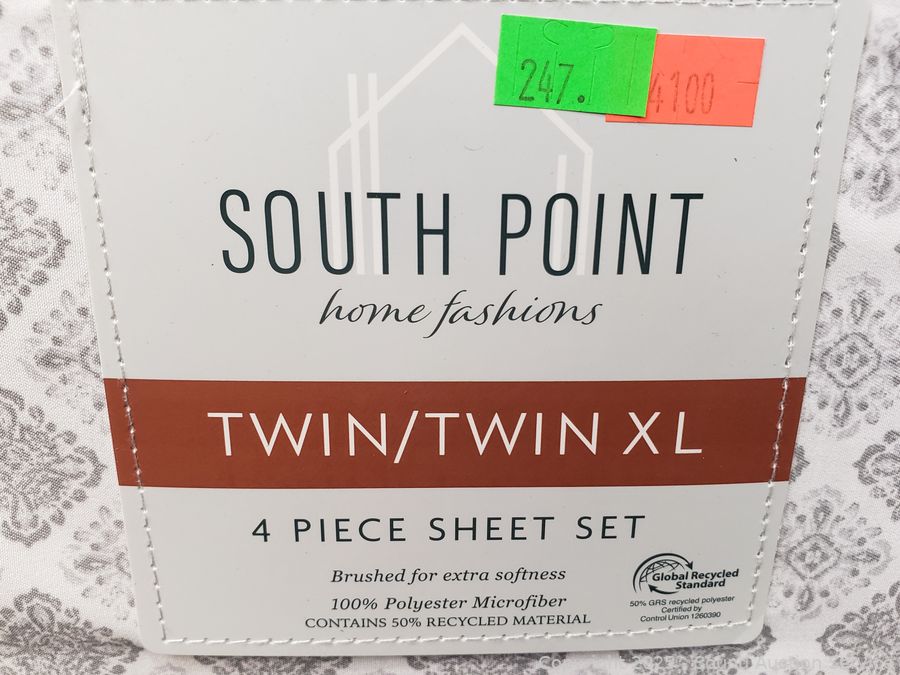 247.
4100
SOUTH POINT
home fashions
TWIN/TWIN XL
4 PIECE SHEET SET
Brushed for extra softness
100% Polyester Microfiber
CONTAINS 50% RECYCLED MATERIAL
Global Recycled
Standard
50% GRS recycled polyester
Certified by
Control Union 1260390